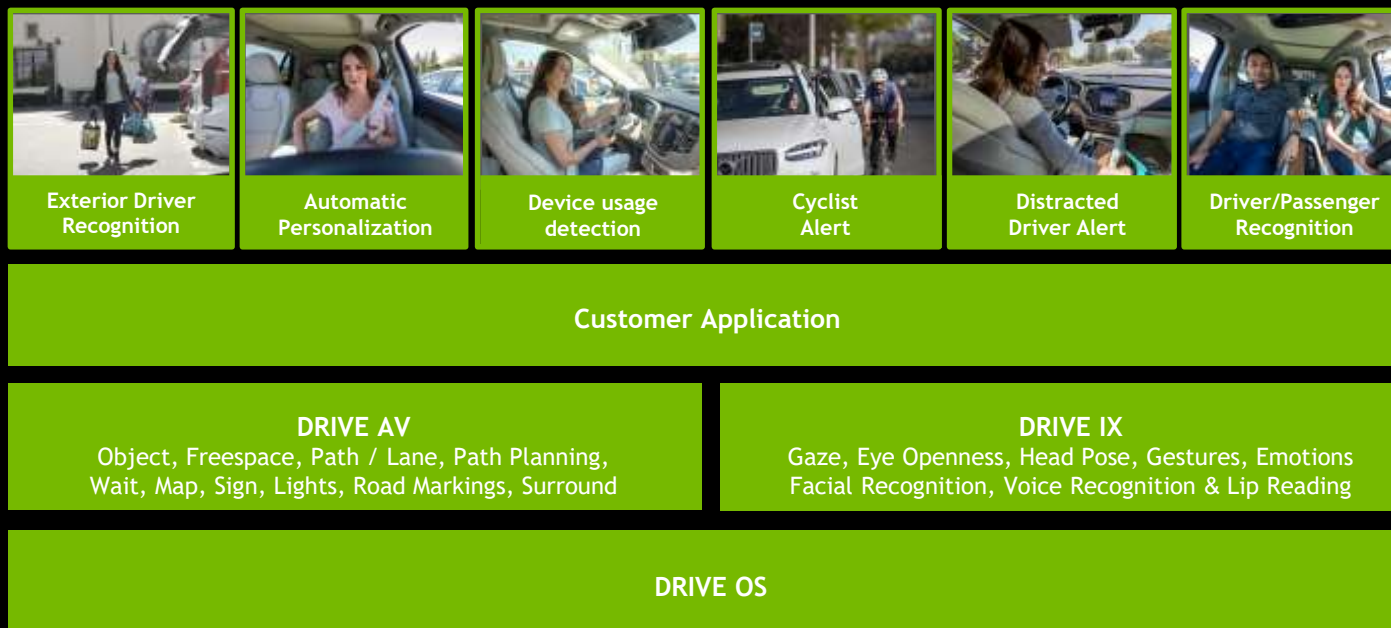 Exterior Driver
Recognition
Automatic
Personalization
Device usage
detection
Cyclist
Alert
Distracted
Driver Alert
Driver/Passenger
Recognition
Customer Application
DRIVE AV
Object, Freespace, Path / Lane, Path Planning,
Wait, Map, Sign, Lights, Road Markings, Surround
DRIVE IX
Gaze, Eye Openness, Head Pose, Gestures, Emotions
Facial Recognition, Voice Recognition & Lip Reading
DRIVE OS